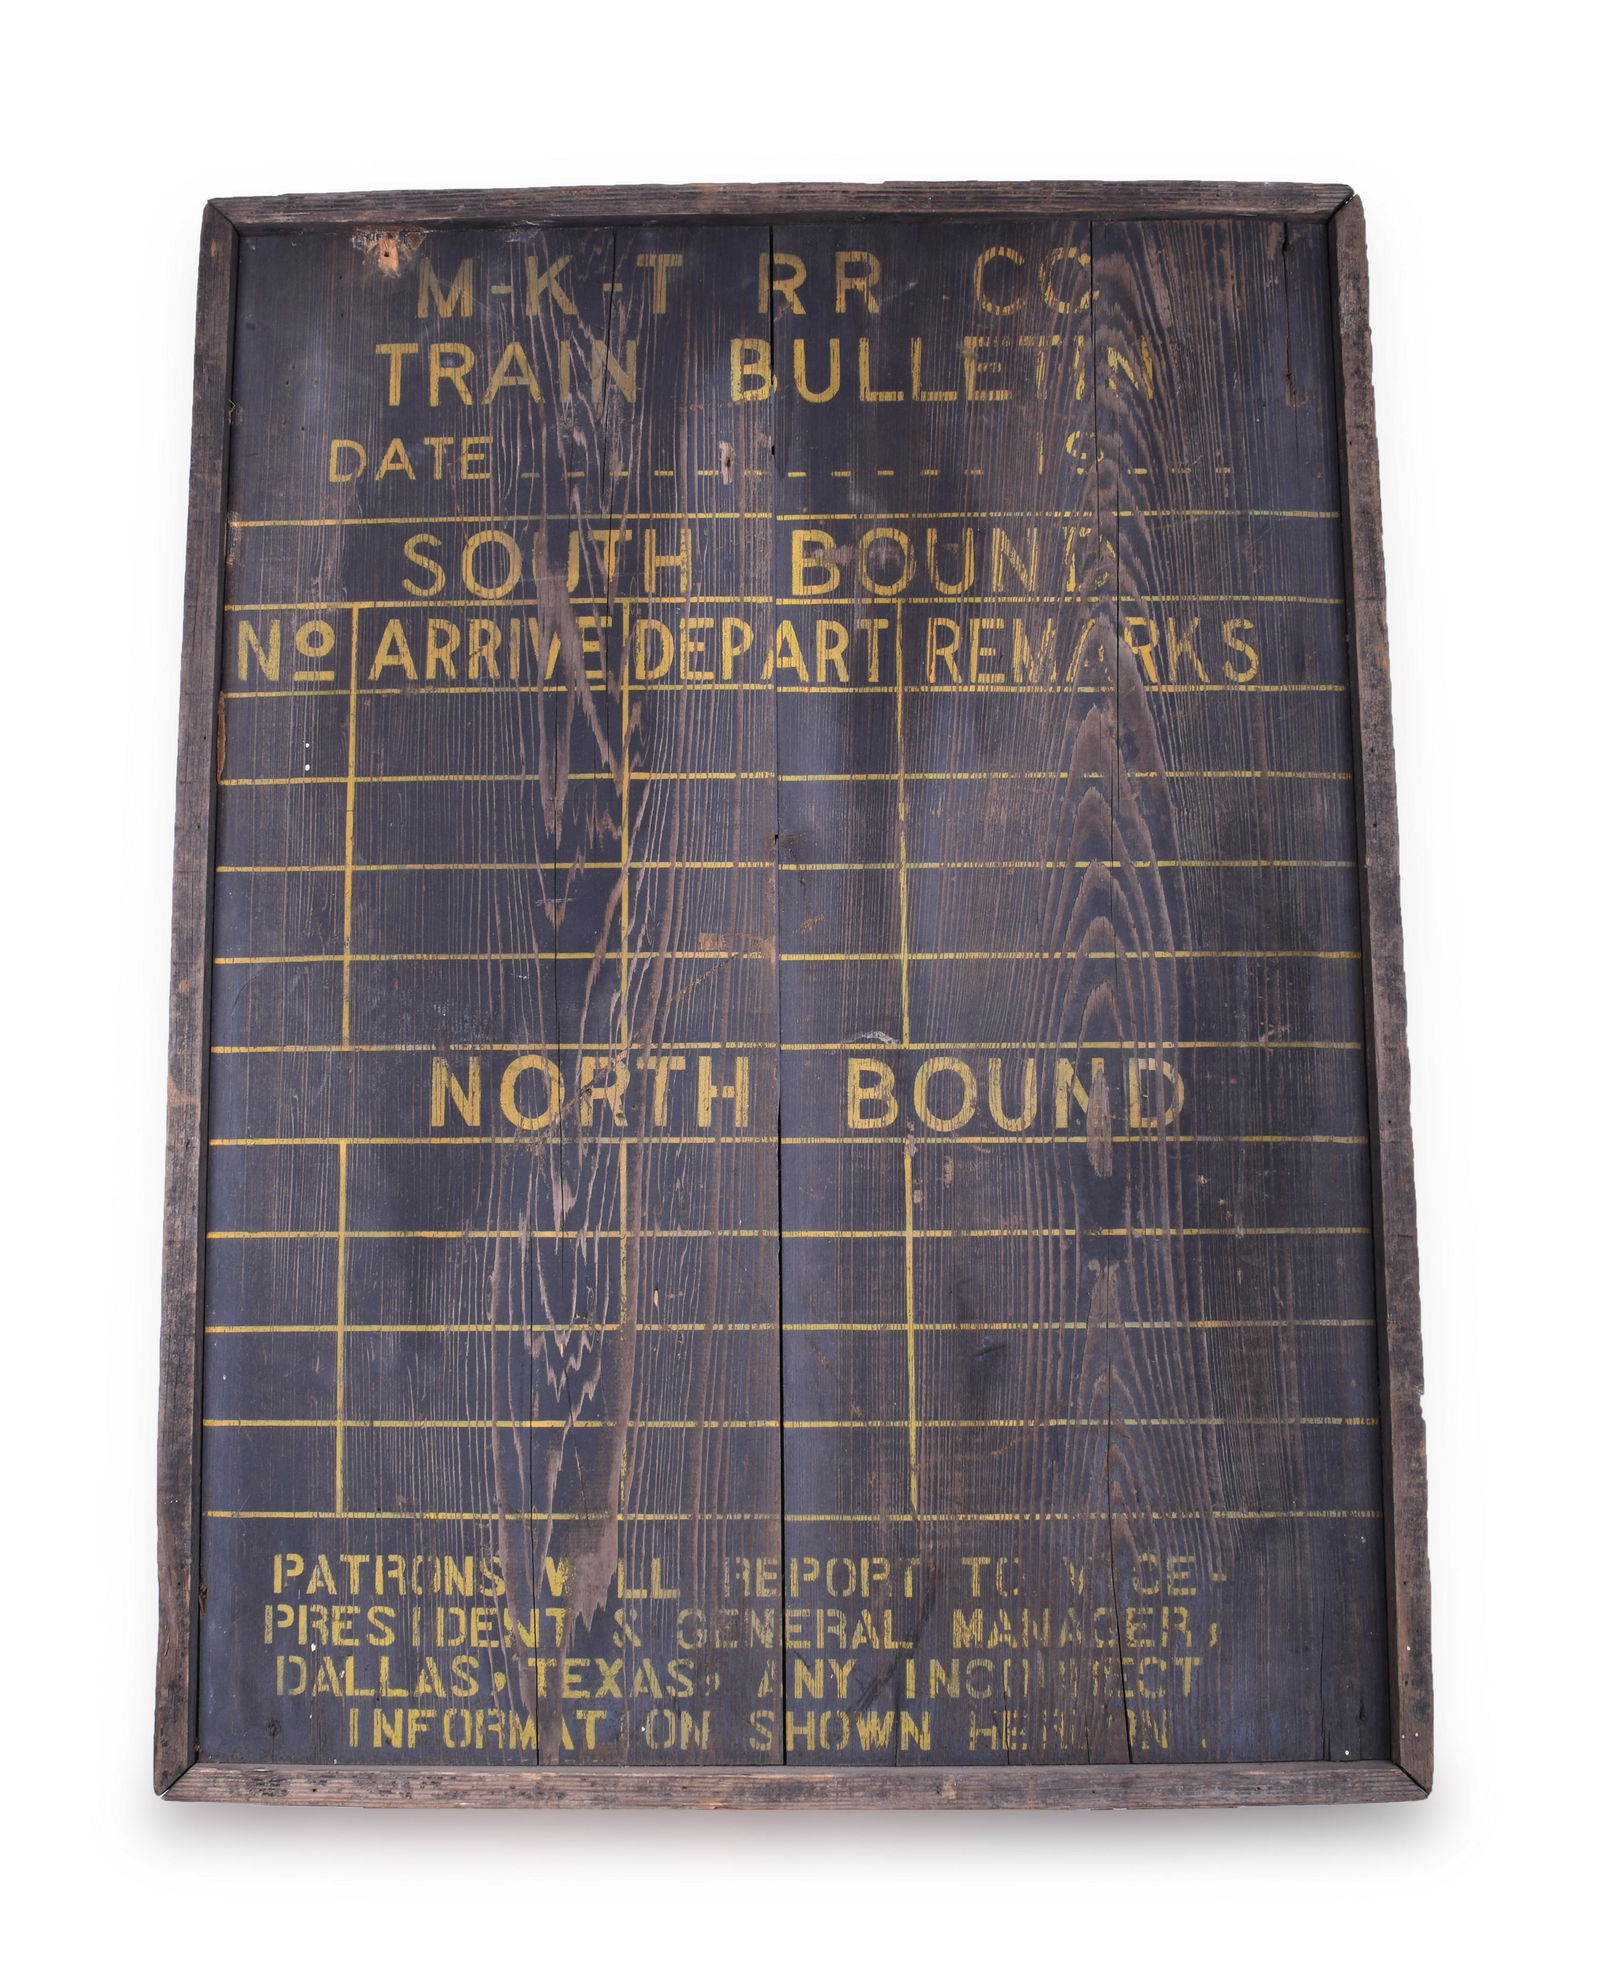 M-K-T RR CO
TRAIN BULLETIN
DATE _ _ _ _ _ _ _ _ _ _ _ 19 _ _ _
SOUTH BOUND
Nº ARRIVE DEPART REMARKS
NORTH BOUND
PATRONS WILL REPORT TO VICE-
PRESIDENT & GENERAL MANAGER,
DALLAS, TEXAS, ANY INCORRECT
INFORMATION SHOWN HEREON.